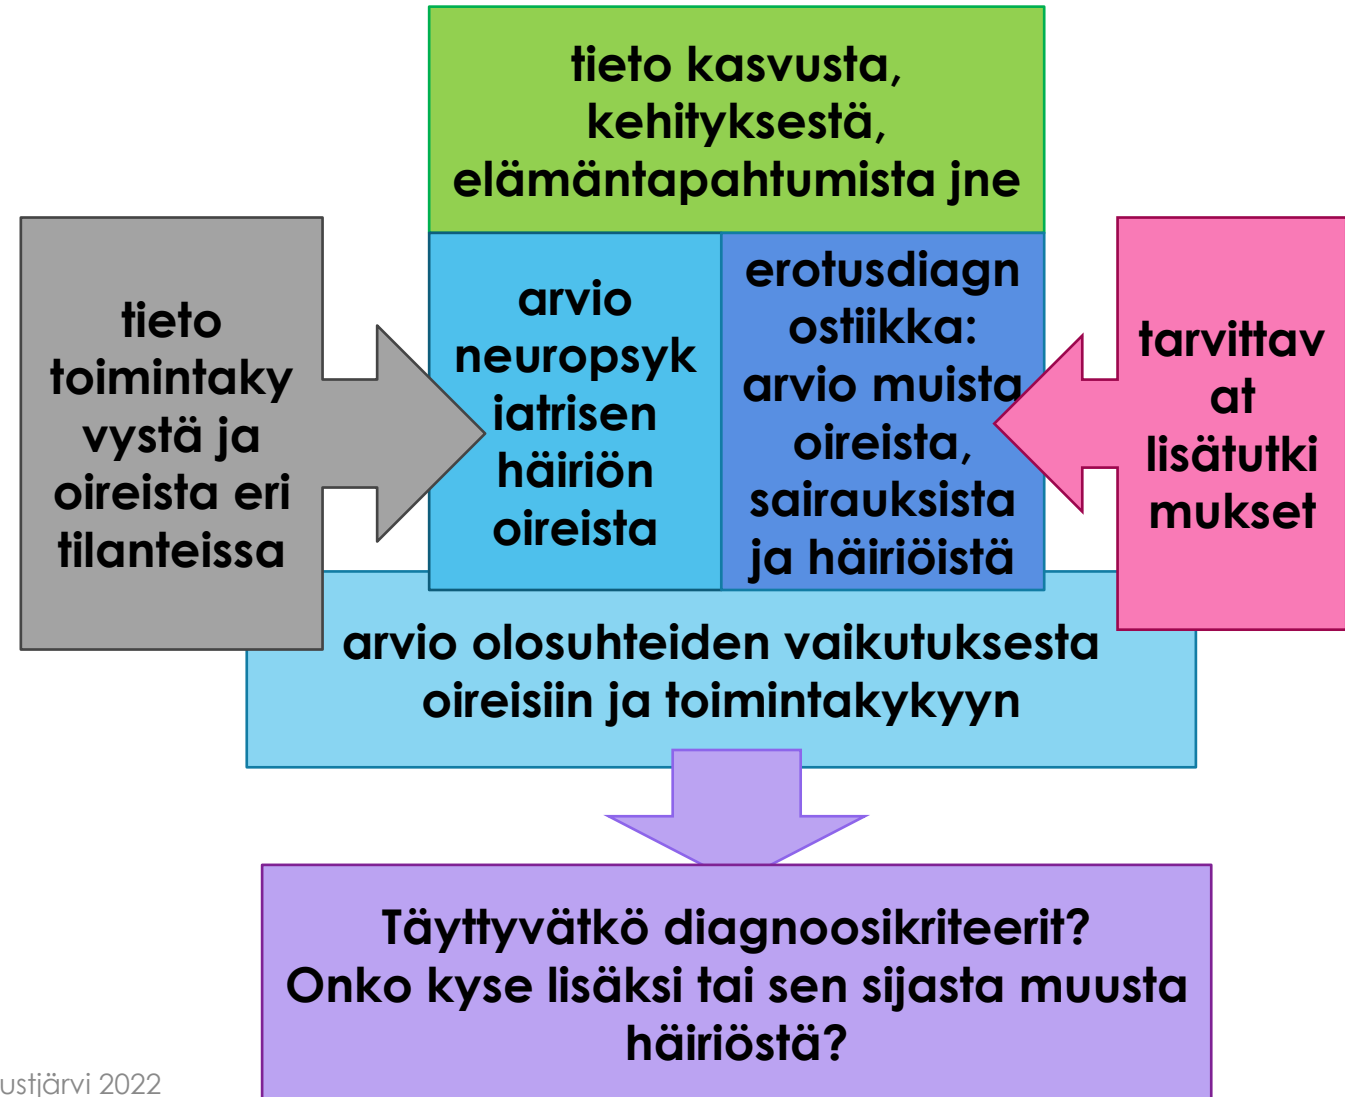 tieto kasvusta,
kehityksestä,
elämäntapahtumista jne
tieto
toimintaky
vystä ja
oireista eri
tilanteissa
arvio
neuropsyk
iatrisen
häiriön
oireista
erotusdiagn
ostiikka:
arvio muista
oireista,
sairauksista
ja häiriöistä
tarvittav
at
lisätutki
mukset
arvio olosuhteiden vaikutuksesta
oireisiin ja toimintakykyyn
Täyttyvätkö diagnoosikriteerit?
Onko kyse lisäksi tai sen sijasta muusta
häiriöstä?
ustjärvi 2022